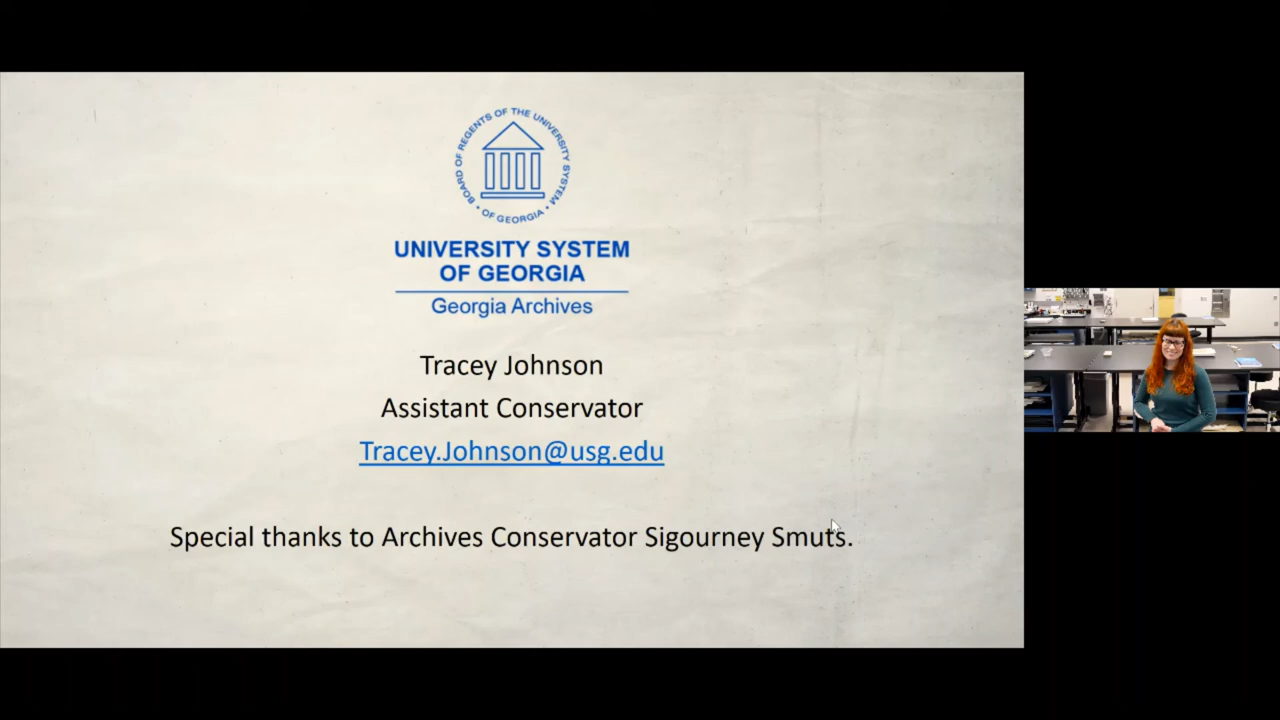 BOARD OF REGENTS OF THE UNIVERSITY SYSTEM
• OF GEORGIA •
UNIVERSITY SYSTEM
OF GEORGIA
Georgia Archives
Tracey Johnson
Assistant Conservator
Tracey.Johnson@usg.edu
Special thanks to Archives Conservator Sigourney Smuts.